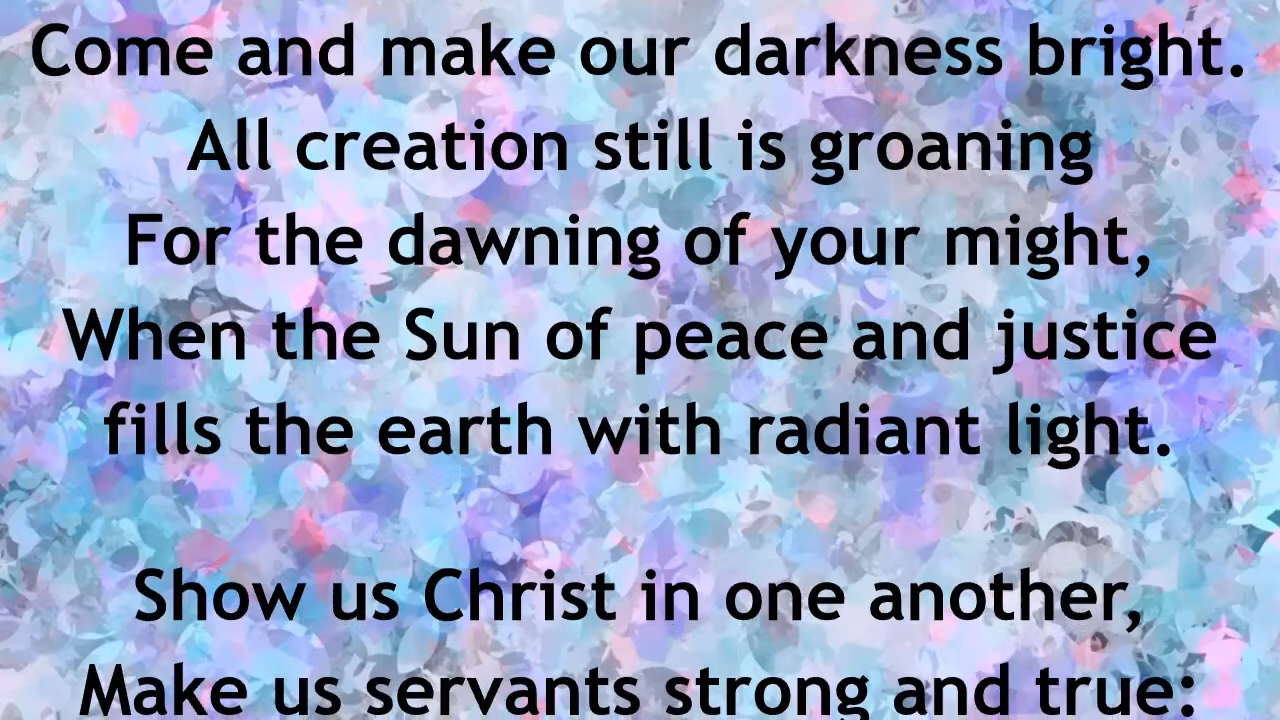 Come and make our darkness bright.
All creation still is groaning
For the dawning of your might,
When the Sun of peace and justice
fills the earth with radiant light.
Show us Christ in one another,
Make us servants strong and true: